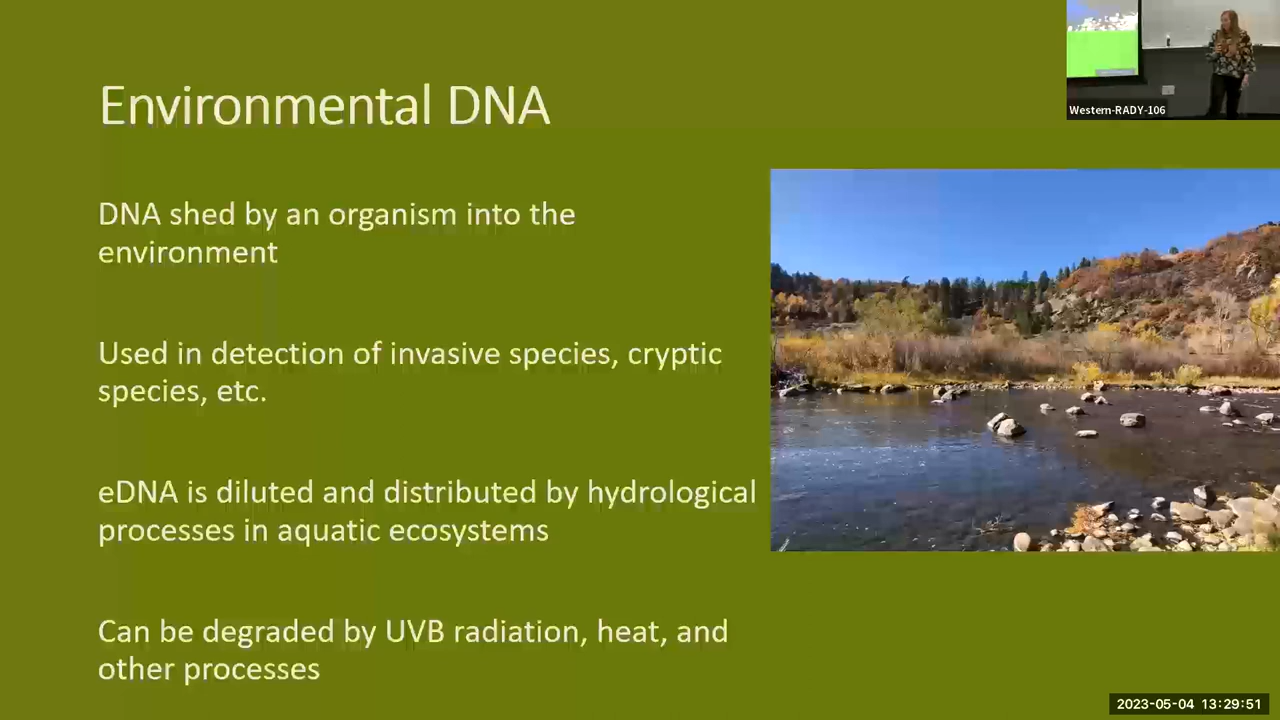 Environmental DNA
DNA shed by an organism into the
environment
Used in detection of invasive species, cryptic
species, etc.
eDNA is diluted and distributed by hydrological
processes in aquatic ecosystems
Can be degraded by UVB radiation, heat, and
other processes
Western-RADY-106
2023-05-04 13:29:51